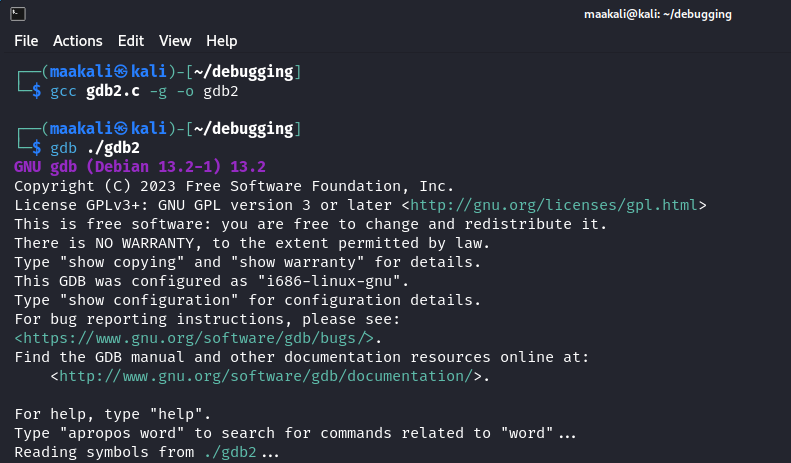 maakali@kali: ~/debugging
File Actions Edit View Help
┌──(maakali㉿kali)-[~/debugging]
└─$ gcc gdb2.c -g -o gdb2
┌──(maakali㉿kali)-[~/debugging]
└─$ gdb ./gdb2
GNU gdb (Debian 13.2-1) 13.2
Copyright (C) 2023 Free Software Foundation, Inc.
License GPLv3+: GNU GPL version 3 or later <http://gnu.org/licenses/gpl.html>
This is free software: you are free to change and redistribute it.
There is NO WARRANTY, to the extent permitted by law.
Type "show copying" and "show warranty" for details.
This GDB was configured as "i686-linux-gnu".
Type "show configuration" for configuration details.
For bug reporting instructions, please see:
<https://www.gnu.org/software/gdb/bugs/>.
Find the GDB manual and other documentation resources online at:
    <http://www.gnu.org/software/gdb/documentation/>.
For help, type "help".
Type "apropos word" to search for commands related to "word"...
Reading symbols from ./gdb2...